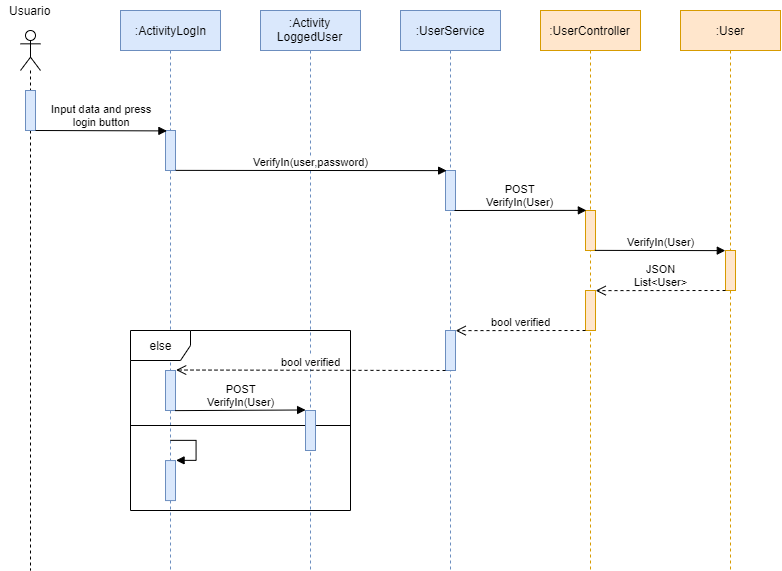 Usuario
:ActivityLogIn
:Activity
LoggedUser
:UserService
:UserController
:User
Input data and press
login button
VerifyIn(user,password)
POST
VerifyIn(User)
VerifyIn(User)
JSON
List<User>
bool verified
else
bool verified
POST
VerifyIn(User)